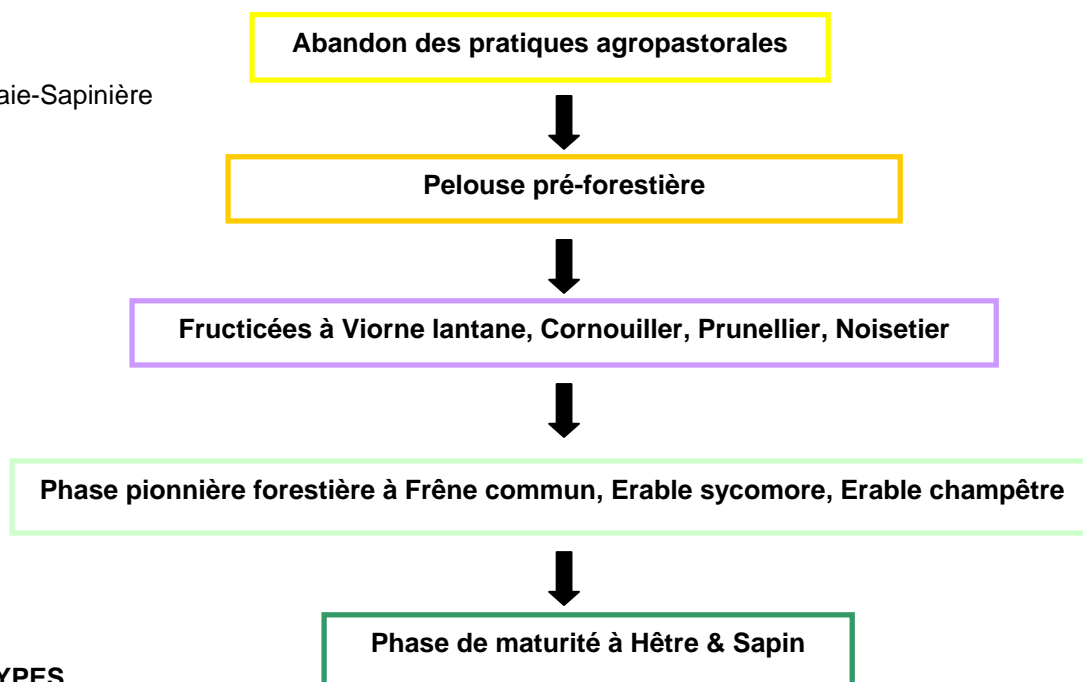 Abandon des pratiques agropastorales
aie-Sapinière
Pelouse pré-forestière
Fructicées à Viorne lantane, Cornouiller, Prunellier, Noisetier
Phase pionnière forestière à Frêne commun, Erable sycomore, Erable champêtre
Phase de maturité à Hêtre & Sapin
YPES